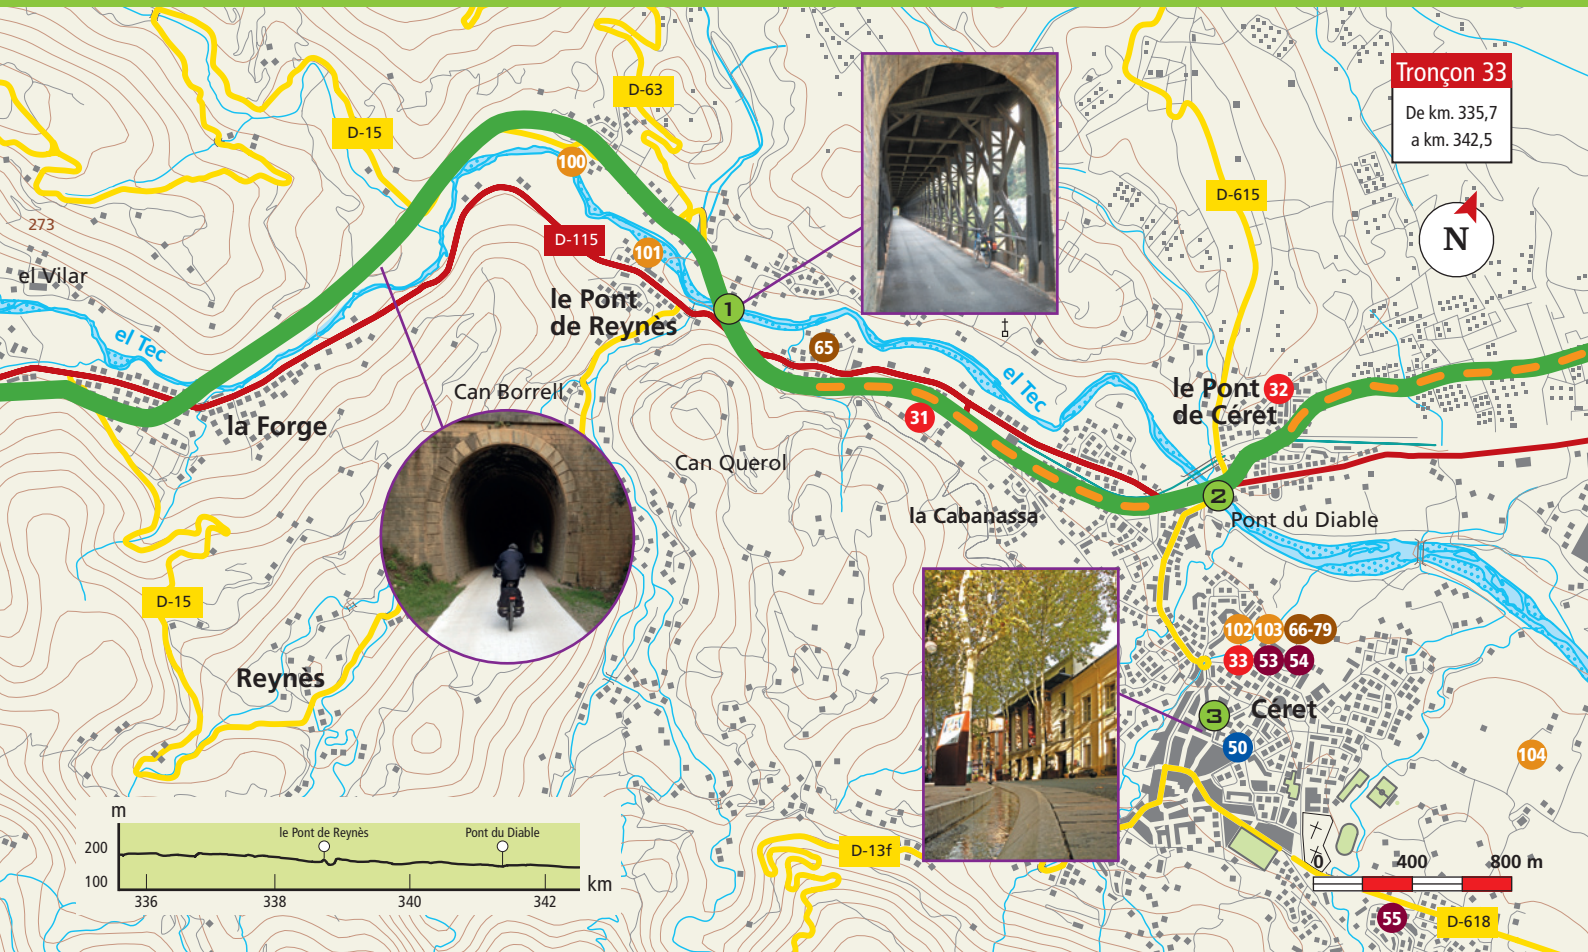 D-63
D-15
100
Tronçon 33
De km. 335,7
a km. 342,5
D-615
273
D-115
101
N
el Vilar
le Pont
de Reynès
1
el Tec
65
Can Borrell
el Tec
le Pont
de Céret
32
31
la Forge
Can Querol
2
la Cabanassa
Pont du Diable
D-15
102
103
66-79
33
53
54
Reynès
3
Céret
50
104
m
200
100
le Pont de Reynès
Pont du Diable
km
336
338
340
342
D-13f
0
400
800 m
55
D-618